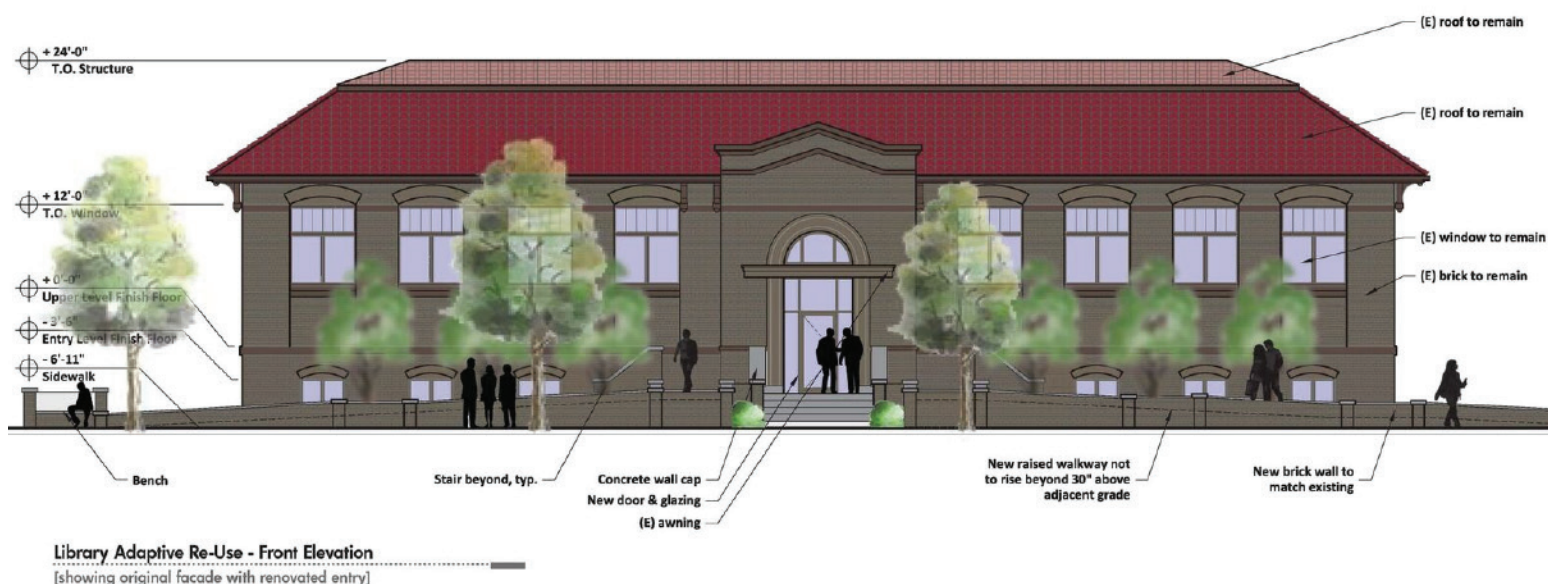 + 24'-0"
T.O. Structure
+ 12'-0
T.O. Window
+ 0'-0"
Upper Level Finish Floor
- 3'-6"
Entry Level Finish Floor
- 6'-11"
Sidewalk
(E) roof to remain
(E) roof to remain
(E) window to remain
(E) brick to remain
Bench
Stair beyond, typ.
Concrete wall cap
New door & glazing
(E) awning
New raised walkway not
to rise beyond 30" above
adjacent grade
New brick wall to
match existing
Library Adaptive Re-Use - Front Elevation
[showing original facade with renovated entry]